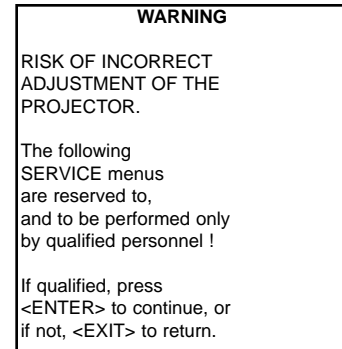 WARNING
RISK OF INCORRECT
ADJUSTMENT OF THE
PROJECTOR.
The following
SERVICE menus
are reserved to,
and to be performed only
by qualified personnel !
If qualified, press
<ENTER> to continue, or
if not, <EXIT> to return.